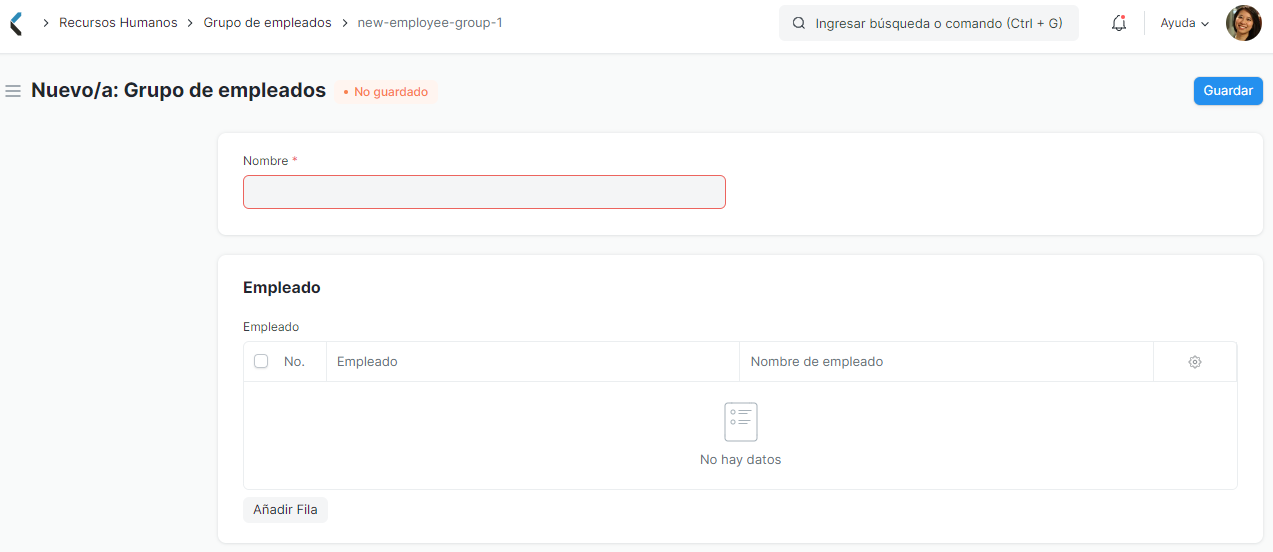 Recursos Humanos > Grupo de empleados > new-employee-group-1
Ingresar búsqueda o comando (Ctrl + G)
Ayuda
Nuevo/a: Grupo de empleados
• No guardado
Guardar
Nombre *
Empleado
Empleado
No. Empleado Nombre de empleado
No hay datos
Añadir Fila